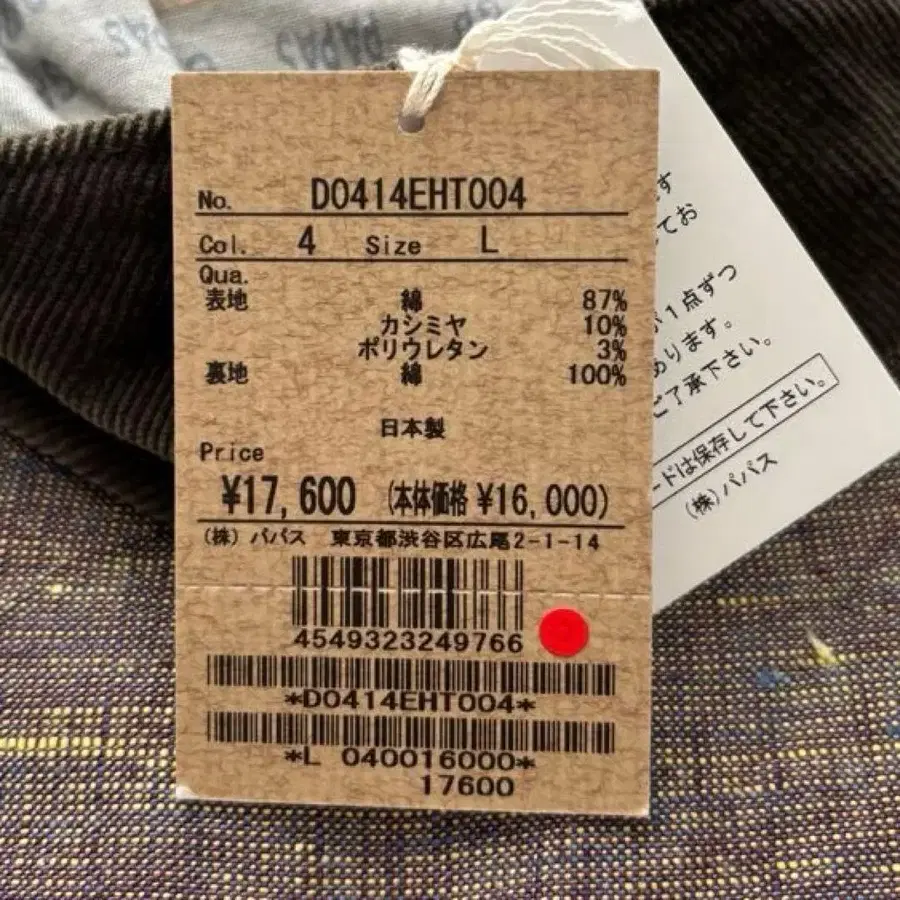 PAPAS
No. D0414EHT004
Col. 4 Size L
Qua.
表地 綿 87%
カシミヤ 10%
ポリウレタン 3%
裏地 綿 100%
日本製
Price
¥17,600 (本体価格 ¥16,000)
(株) パパス 東京都渋谷区広尾2-1-14
4549323249766
*D0414EHT004*
*L 040016000*
17600
す
てお
が1点ずつ
あります。
ご了承下さい。
ードは保存して下さい。
(株) パパス